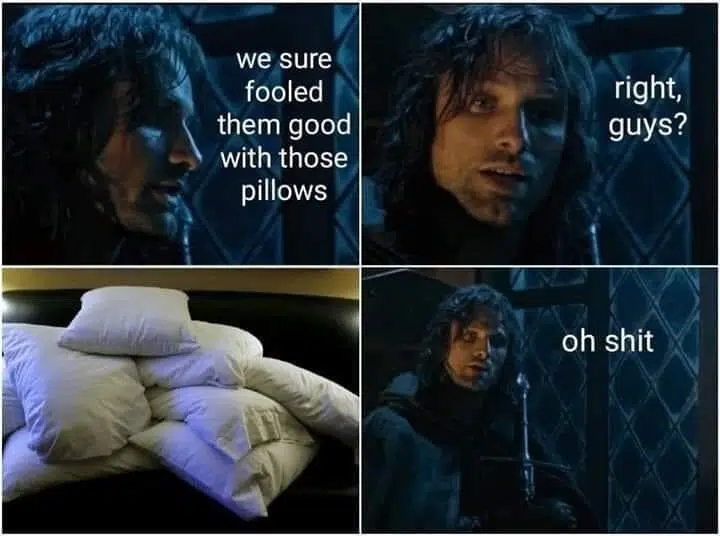 we sure
fooled
them good
with those
pillows
right,
guys?
oh shit